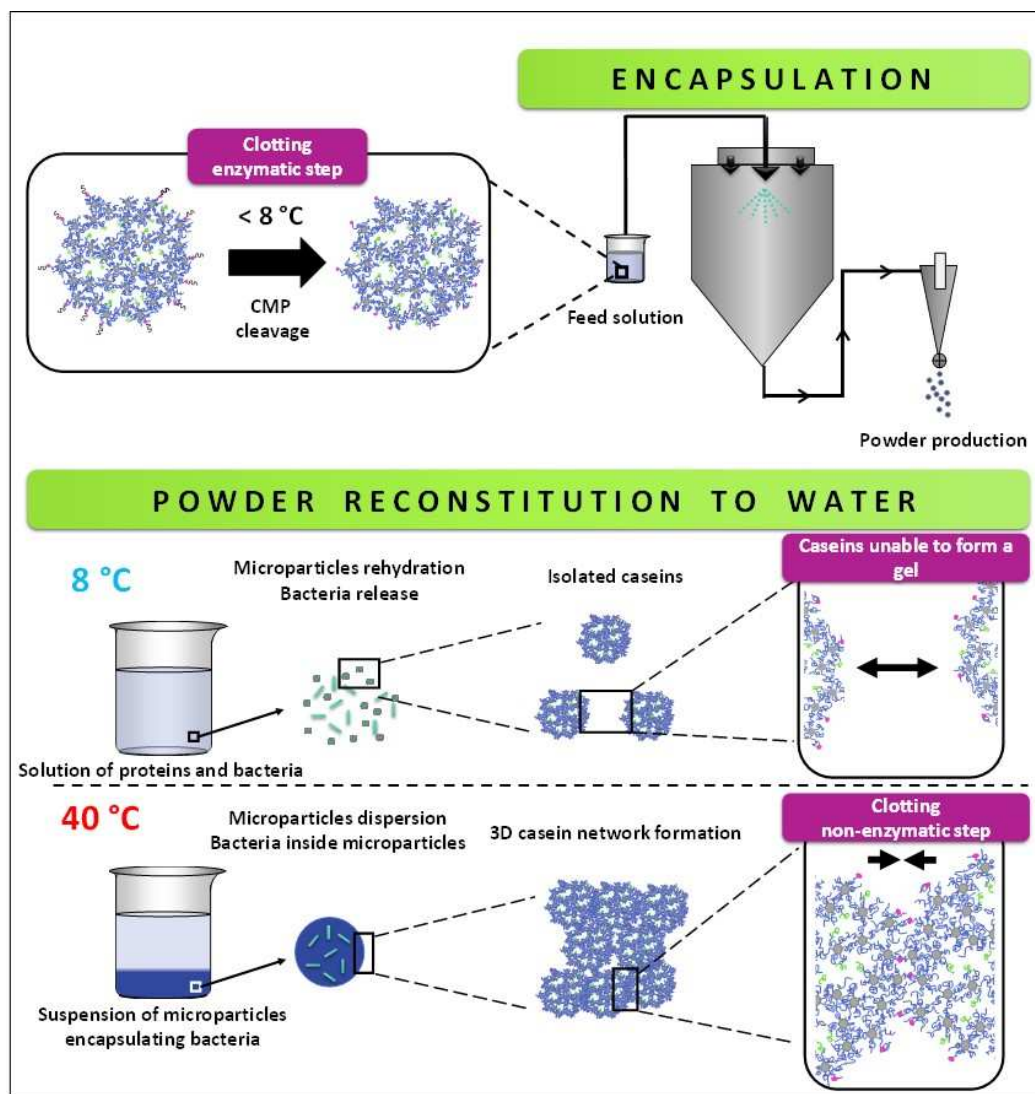 ENCAPSULATION
Clotting
enzymatic step
< 8 °C
CMP
cleavage
Feed solution
Powder production
POWDER RECONSTITUTION TO WATER
8 °C
Microparticles rehydration
Bacteria release
Isolated caseins
Caseins unable to form a
gel
Solution of proteins and bacteria
40 °C
Microparticles dispersion
Bacteria inside microparticles
3D casein network formation
Clotting
non-enzymatic step
Suspension of microparticles
encapsulating bacteria